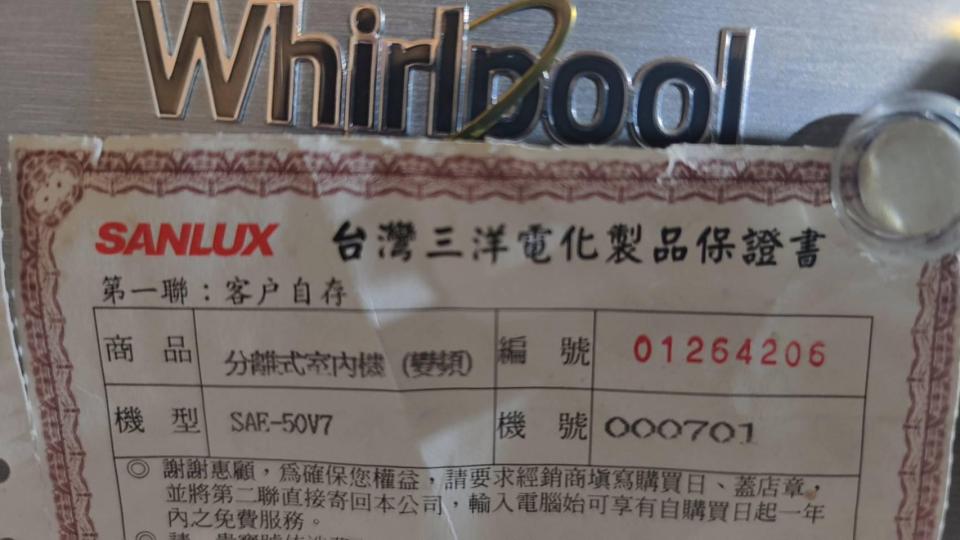 Whirlpool
SANLUX 台灣三洋電化製品保證書
第一聯：客戶自存
商品 分離式室內機 (變頻) 編號 01264206
機型 SAE-50V7 機號 000701
◎ 謝謝惠顧，為確保您權益，請要求經銷商填寫購買日、蓋店章，
並將第二聯直接寄回本公司，輸入電腦始可享有自購買日起一年
內之免費服務。